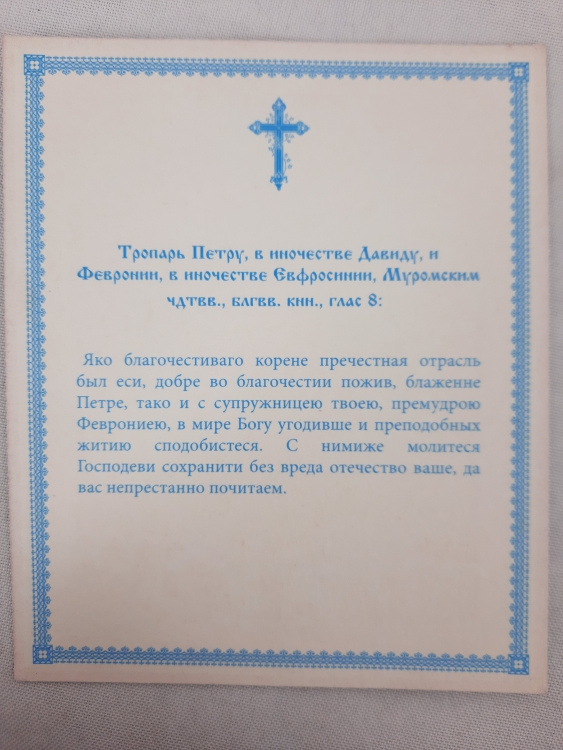 Тропарь Петру, в иночестве Давиду, и
Февронии, в иночестве Евфросинии, Муромским
чдтвв., блгвв. кнн., глас 8:
Яко благочестиваго корене пречестная отрасль
был еси, добре во благочестии пожив, блаженне
Петре, тако и с супружницею твоею, премудрою
Феврониею, в мире Богу угодивше и преподобных
житию сподобистеся. С нимиже молитеся
Господеви сохранити без вреда отечество ваше, да
вас непрестанно почитаем.